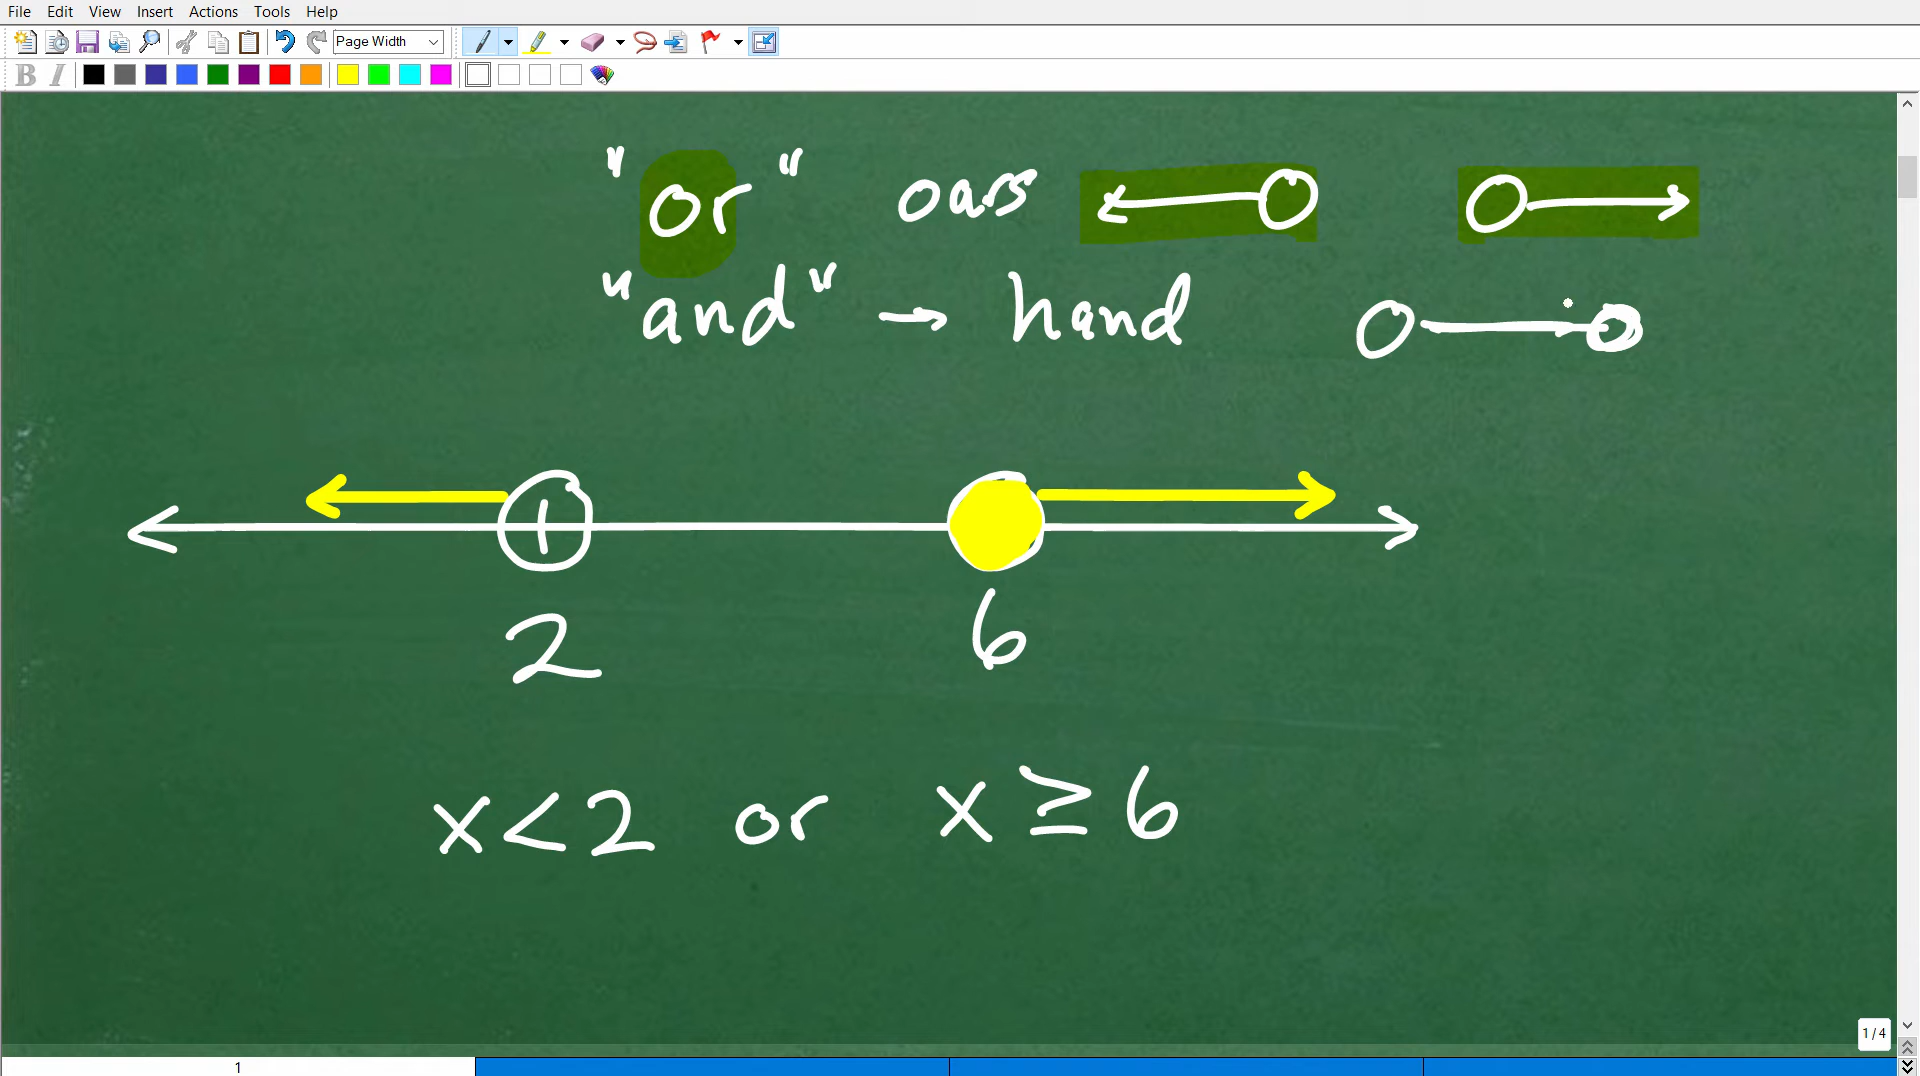 File Edit View Insert Actions Tools Help
Page Width
B I
"or" oars
"and" → hand
2 6
x<2 or x≥6
1/4
1